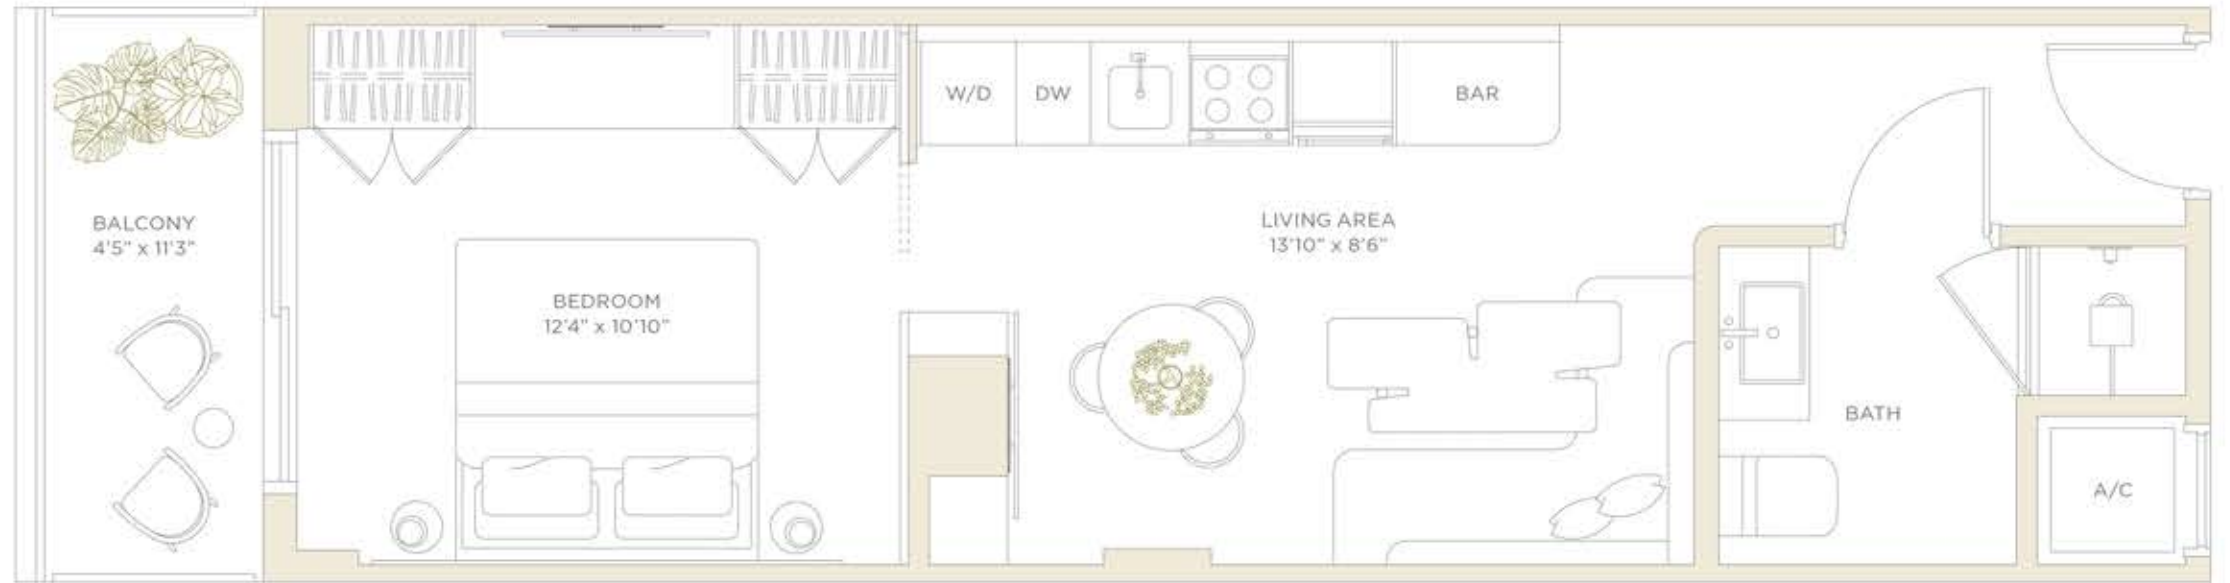 W/D
DW
BAR
BALCONY
4'5" x 11'3"
LIVING AREA
13'10" x 8'6"
BEDROOM
12'4" x 10'10"
BATH
A/C